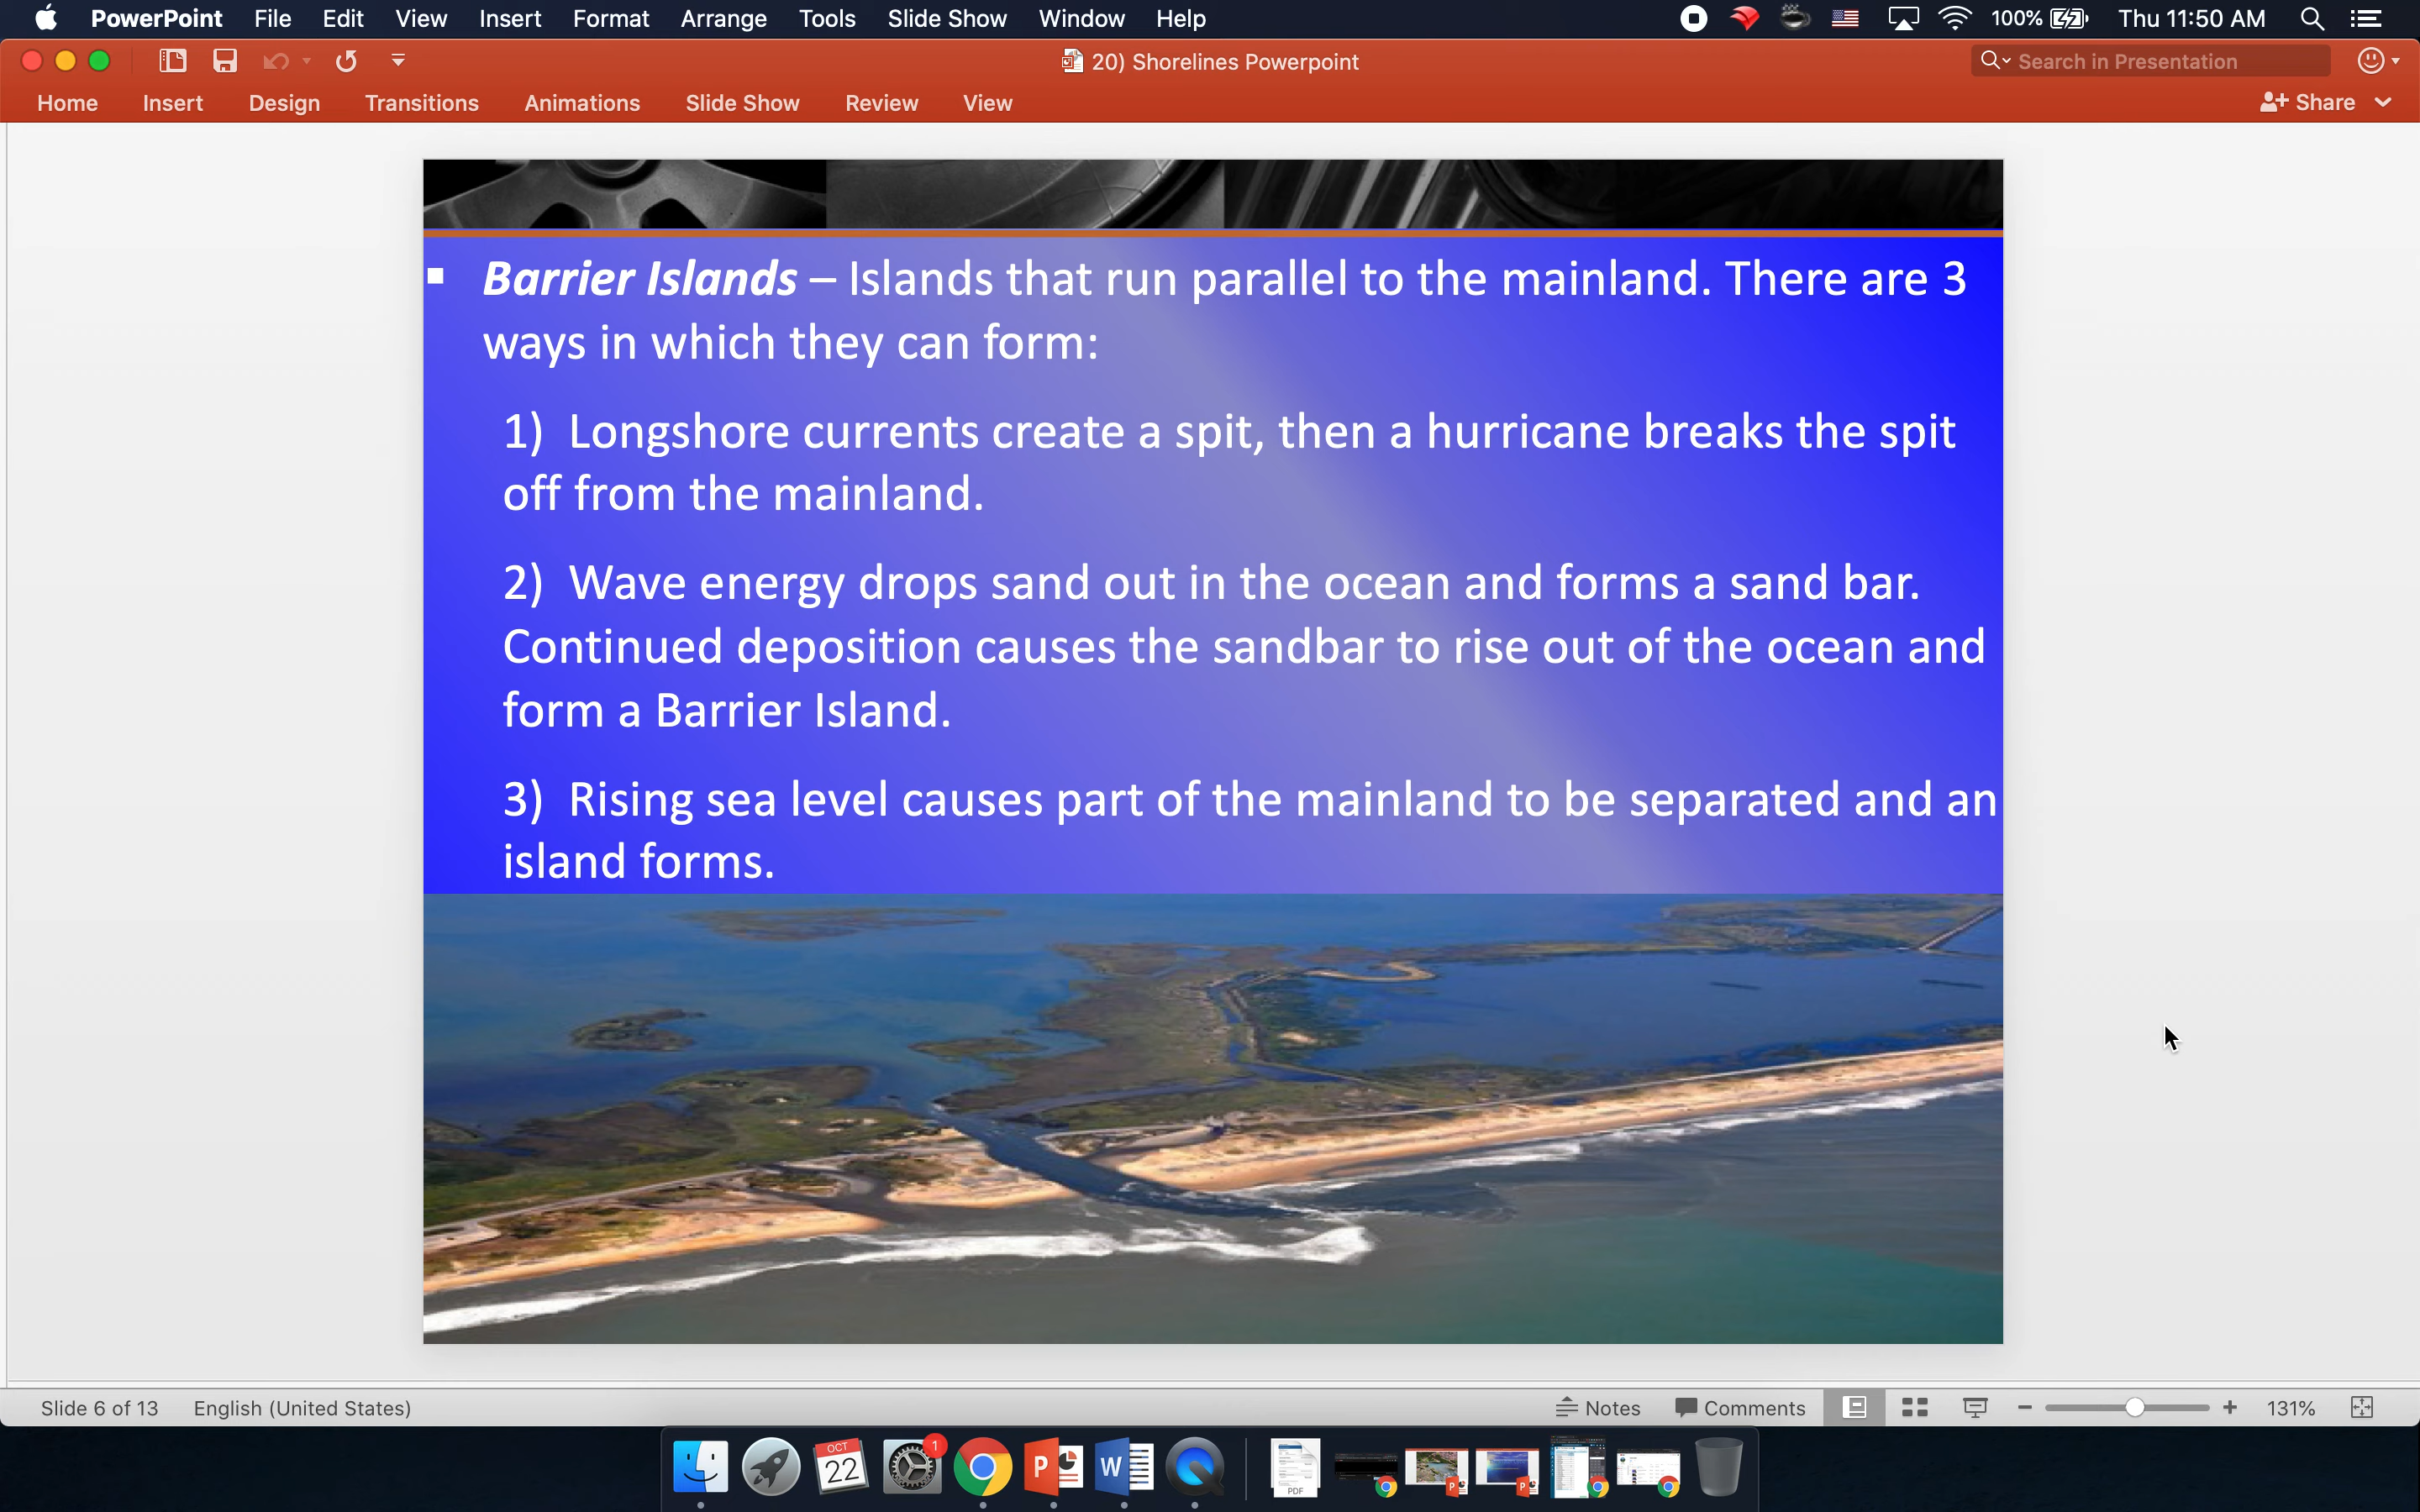 PowerPoint File Edit View Insert Format Arrange Tools Slide Show Window Help 100% Thu 11:50 AM
20) Shorelines Powerpoint
Search in Presentation
Home Insert Design Transitions Animations Slide Show Review View Share
Barrier Islands – Islands that run parallel to the mainland. There are 3
ways in which they can form:
1) Longshore currents create a spit, then a hurricane breaks the spit
off from the mainland.
2) Wave energy drops sand out in the ocean and forms a sand bar.
Continued deposition causes the sandbar to rise out of the ocean and
form a Barrier Island.
3) Rising sea level causes part of the mainland to be separated and an
island forms.
Slide 6 of 13 English (United States) Notes Comments 131%
OCT
22
1
P
W
PDF